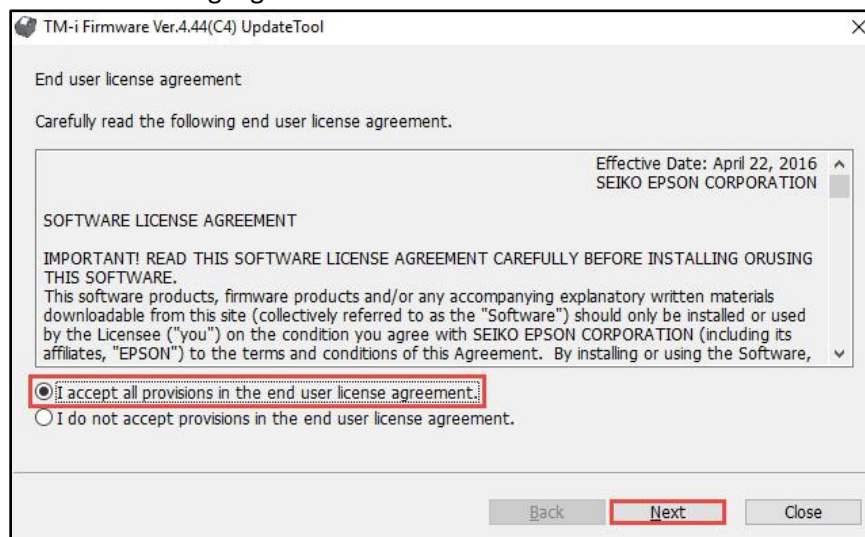 TM-i Firmware Ver.4.44(C4) UpdateTool
End user license agreement
Carefully read the following end user license agreement.
Effective Date: April 22, 2016
SEIKO EPSON CORPORATION
SOFTWARE LICENSE AGREEMENT
IMPORTANT! READ THIS SOFTWARE LICENSE AGREEMENT CAREFULLY BEFORE INSTALLING ORUSING
THIS SOFTWARE.
This software products, firmware products and/or any accompanying explanatory written materials
downloadable from this site (collectively referred to as the "Software") should only be installed or used
by the Licensee ("you") on the condition you agree with SEIKO EPSON CORPORATION (including its
affiliates, "EPSON") to the terms and conditions of this Agreement.  By installing or using the Software,
I accept all provisions in the end user license agreement.
I do not accept provisions in the end user license agreement.
Back Next Close